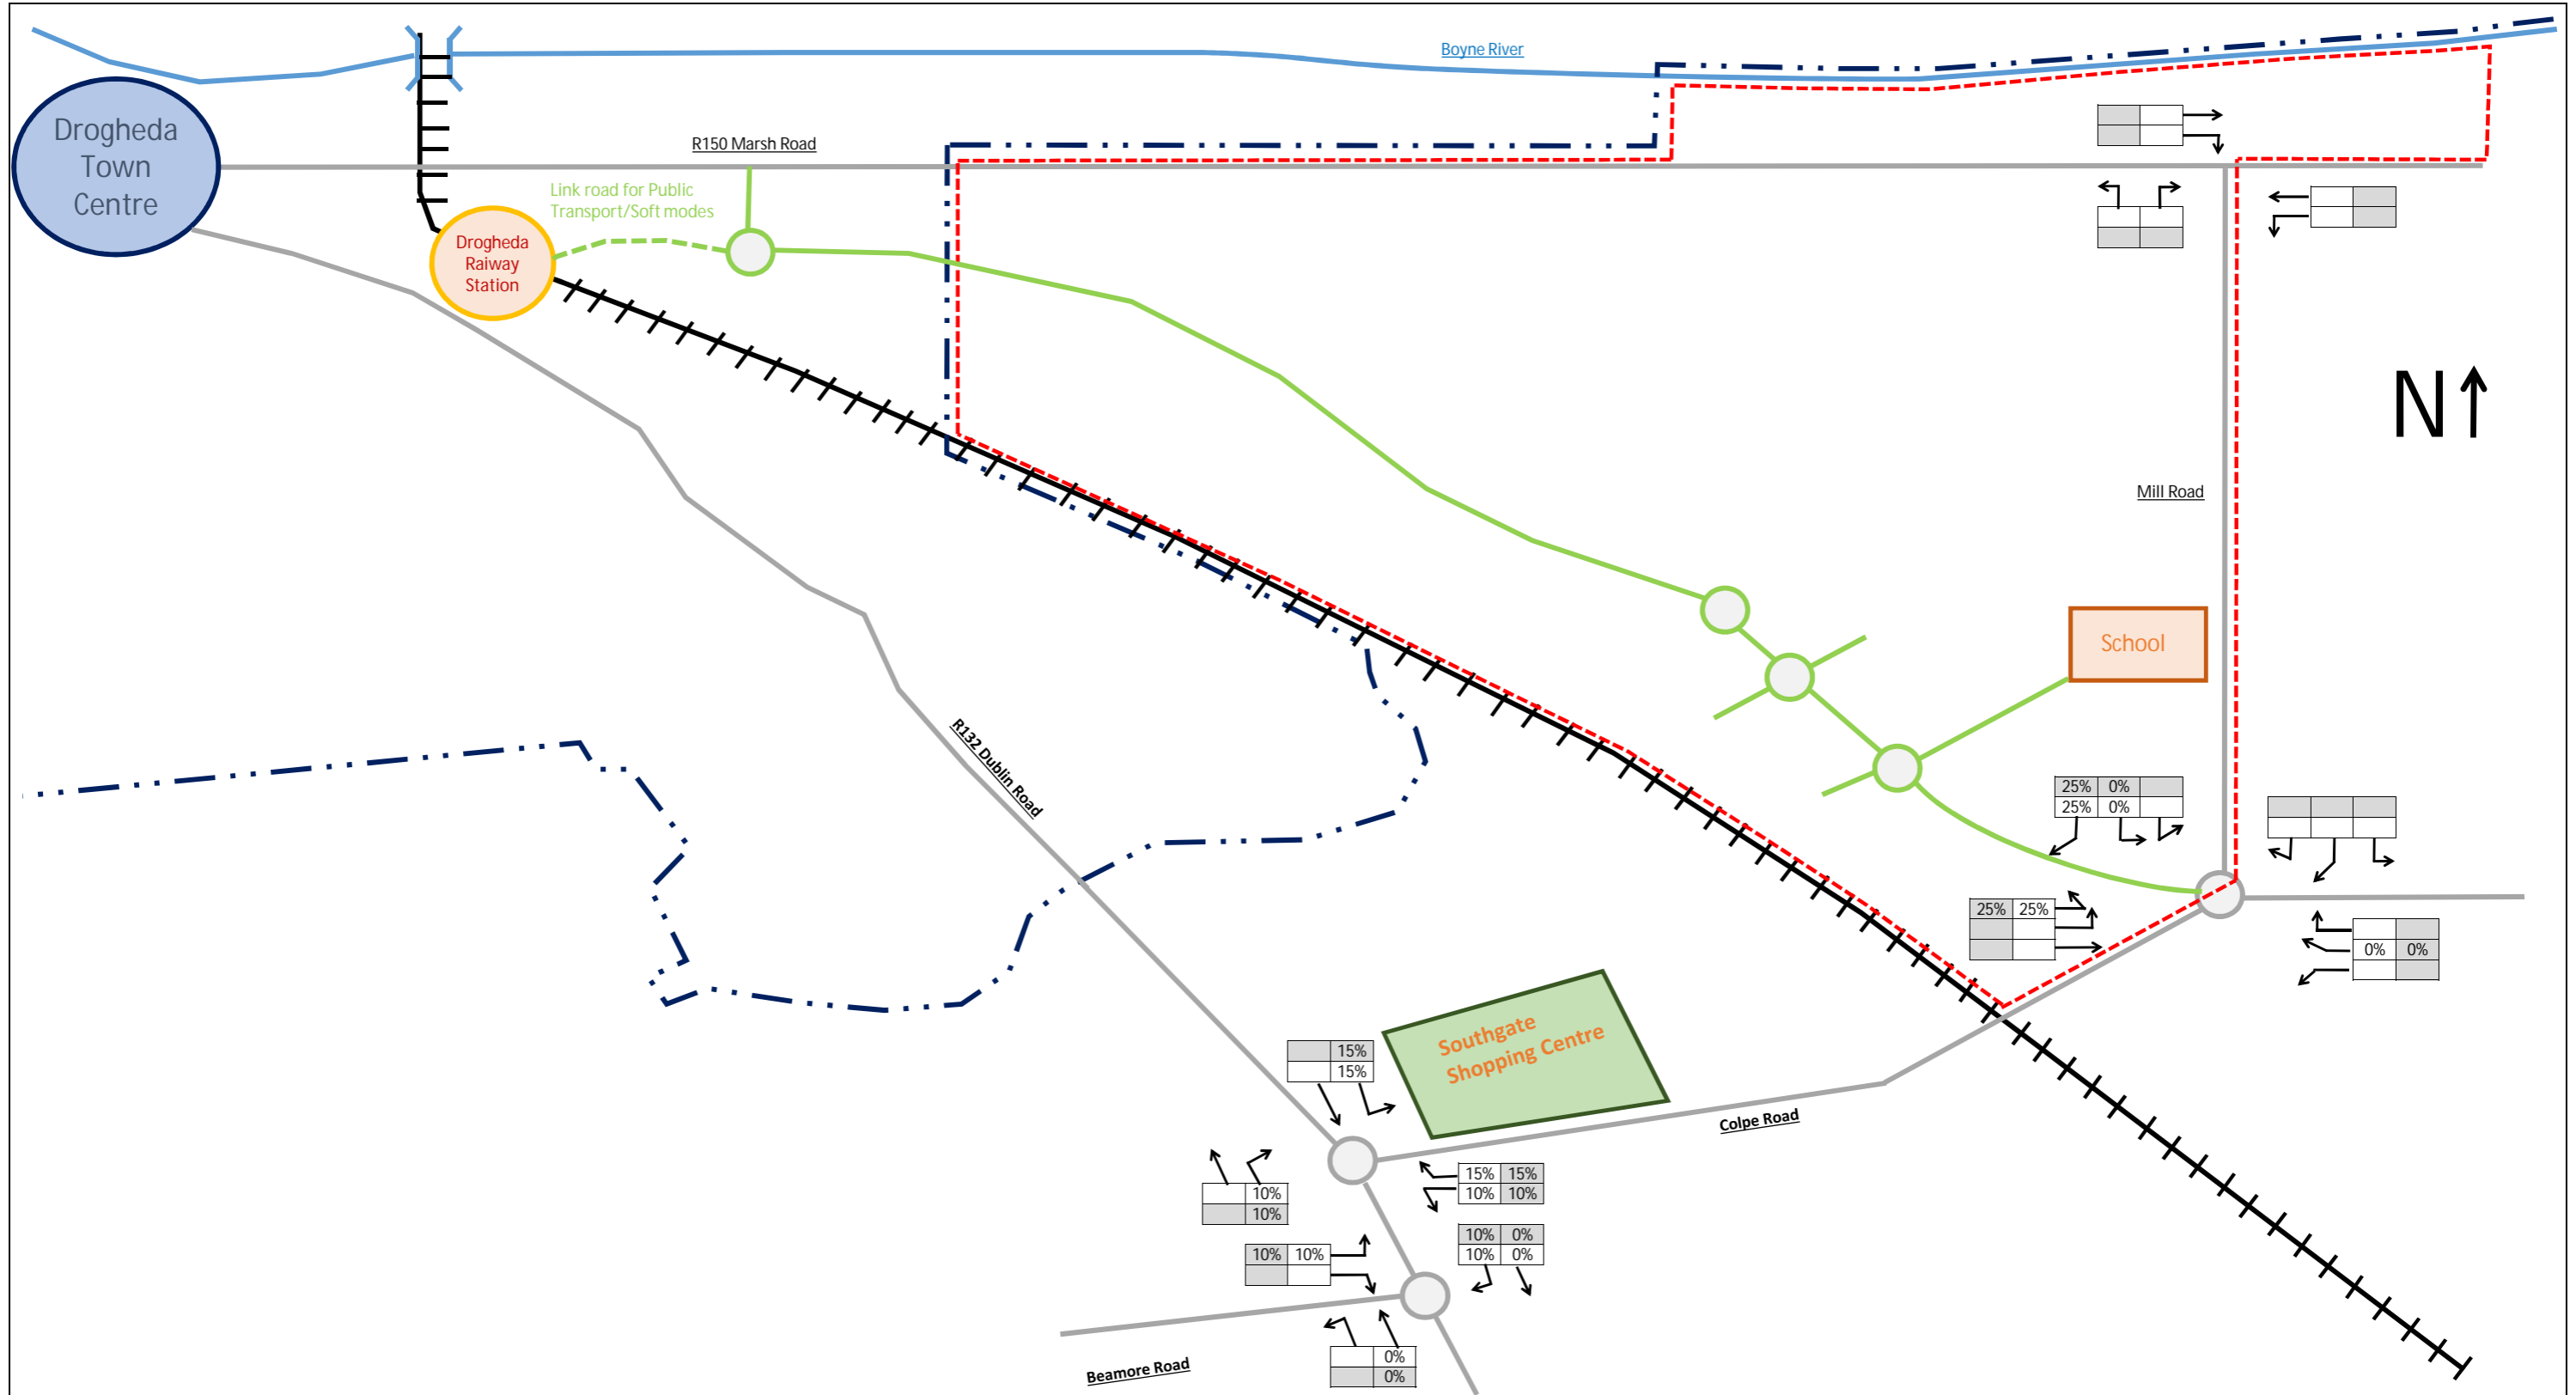 Boyne River
Drogheda
Town
Centre
R150 Marsh Road
Link road for Public
Transport/Soft modes
Drogheda
Raiway
Station
N
Mill Road
School
R132 Dublin Road
25% 0%
25% 0%
25% 25%
0% 0%
Southgate
Shopping Centre
Colpe Road
15%
15%
15% 15%
10% 10%
10%
10%
10% 0%
10% 0%
10% 10%
0%
0%
Beamore Road